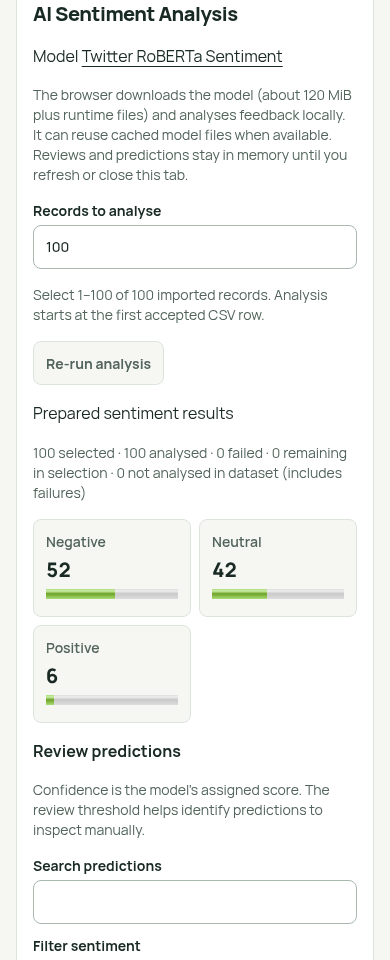 AI Sentiment Analysis
Model Twitter RoBERTa Sentiment
The browser downloads the model (about 120 MiB
plus runtime files) and analyses feedback locally.
It can reuse cached model files when available.
Reviews and predictions stay in memory until you
refresh or close this tab.
Records to analyse
100
Select 1–100 of 100 imported records. Analysis
starts at the first accepted CSV row.
Re-run analysis
Prepared sentiment results
100 selected · 100 analysed · 0 failed · 0 remaining
in selection · 0 not analysed in dataset (includes
failures)
Negative
52
Neutral
42
Positive
6
Review predictions
Confidence is the model's assigned score. The
review threshold helps identify predictions to
inspect manually.
Search predictions
Filter sentiment